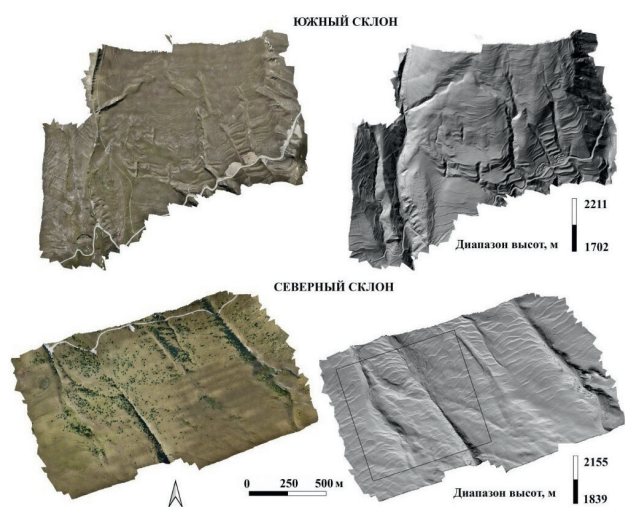 ЮЖНЫЙ СКЛОН
2211
Диапазон высот, м
1702
СЕВЕРНЫЙ СКЛОН
0 250 500 м
2155
Диапазон высот, м
1839